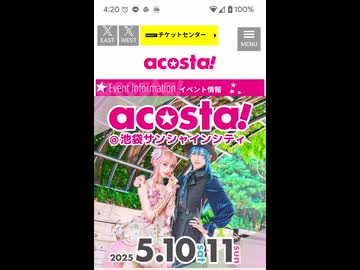 4:20
100%
X
EAST
X
WEST
チケットセンター
MENU
acosta!
Event Information イベント情報
acosta!
@池袋サンシャインシティ
2025 5.10 sat 11 sun